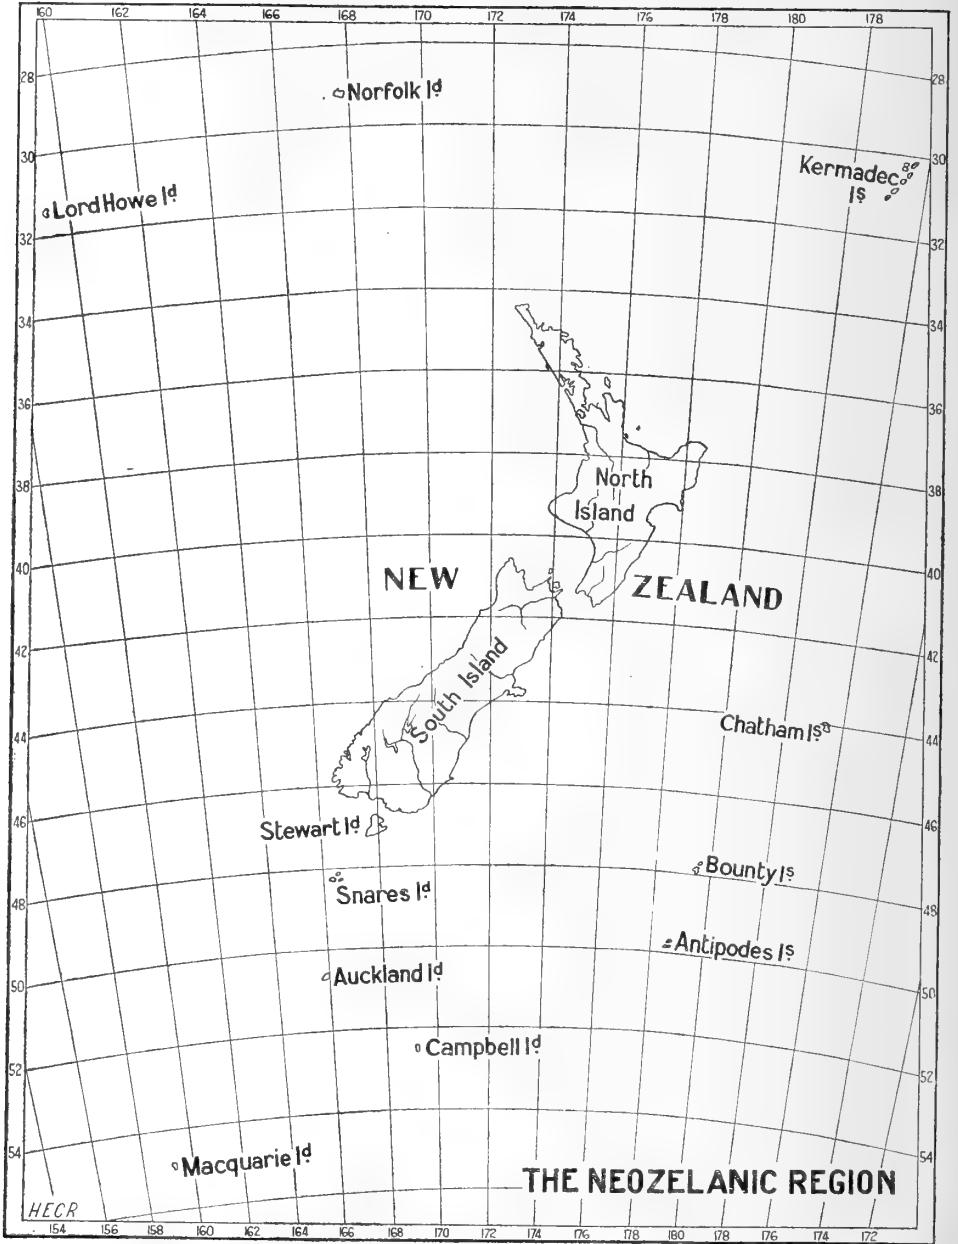 160 162 164 166 168 170 172 174 176 178 180 178
28 28
Norfolk Id
30 30
Kermadec
Is
Lord Howe Id
32 32
34 34
36 36
38 38
North
Island
40 40
NEW ZEALAND
42 42
South Island
44 44
Chatham Is
46 46
Stewart Id
Bounty Is
Snares Id
48 48
Antipodes Is
Auckland Id
50 50
Campbell Id
52 52
54 54
Macquarie Id
THE NEOZELANIC REGION
HECR
154 156 158 160 162 164 166 168 170 172 174 176 178 180 176 174 172